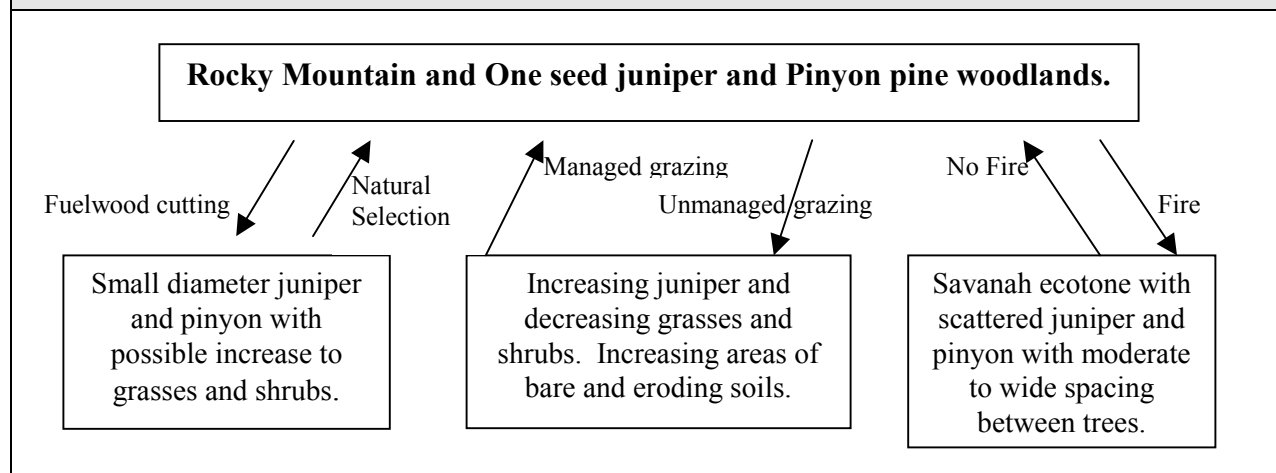 Rocky Mountain and One seed juniper and Pinyon pine woodlands.
Fuelwood cutting
Natural
Selection
Managed grazing
Unmanaged grazing
No Fire
Fire
Small diameter juniper
and pinyon with
possible increase to
grasses and shrubs.
Increasing juniper and
decreasing grasses and
shrubs. Increasing areas of
bare and eroding soils.
Savanah ecotone with
scattered juniper and
pinyon with moderate
to wide spacing
between trees.